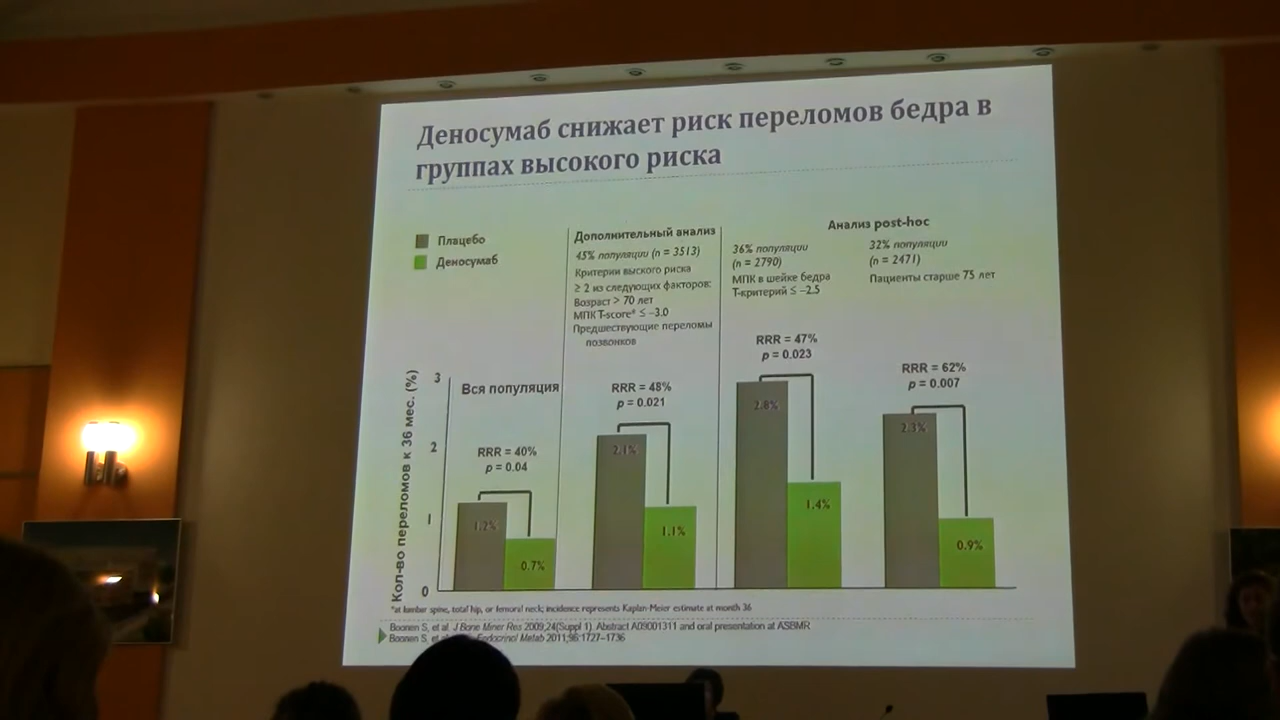 Деносумаб снижает риск переломов бедра в
группах высокого риска
Плацебо
Деносумаб
Дополнительный анализ
45% популяции (n = 3513)
Критерии выского риска
≥ 2 из следующих факторов:
Возраст > 70 лет
МПК T-score* ≤ –3.0
Предшествующие переломы
позвонков
Анализ post-hoc
36% популяции
(n = 2790)
МПК в шейке бедра
Т-критерий ≤ –2.5
32% популяции
(n = 2471)
Пациенты старше 75 лет
Кол-во переломов к 36 мес. (%)
3
2
1
0
Вся популяция
RRR = 40%
p = 0.04
1.2%
0.7%
RRR = 48%
p = 0.021
2.1%
1.1%
RRR = 47%
p = 0.023
2.8%
1.4%
RRR = 62%
p = 0.007
2.3%
0.9%
*at lumbar spine, total hip, or femoral neck; incidence represents Kaplan-Meier estimate at month 36
Boonen S, et al. J Bone Miner Res 2009;24(Suppl 1). Abstract A09001311 and oral presentation at ASBMR
Boonen S, et al. Endocrinol Metab 2011;96:1727–1736